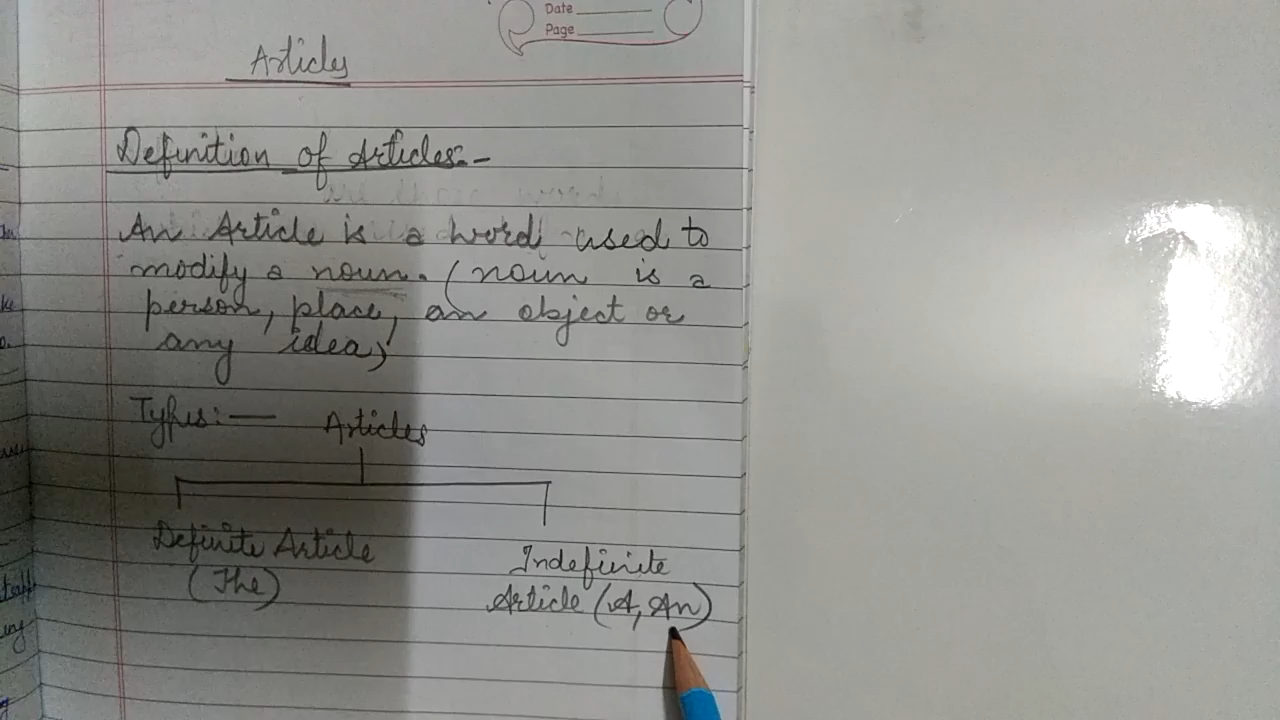 Date
Page
Articles
Definition of Articles:-
An Article is a word used to
modify a noun. (noun is a
person, place, an object or
any idea)
Types:— Articles
Definite Article
(The)
Indefinite
Article (A, An)